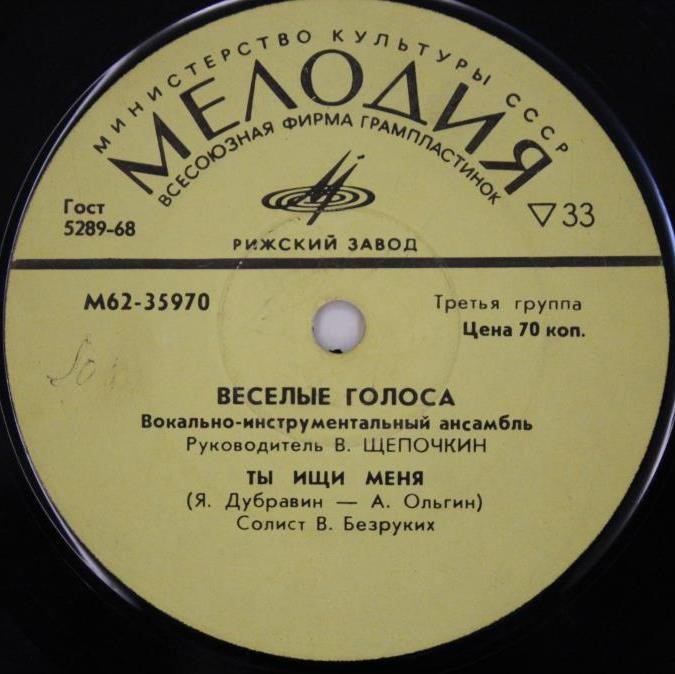 МИНИСТЕРСТВО КУЛЬТУРЫ СССР
МЕЛОДИЯ
ВСЕСОЮЗНАЯ ФИРМА ГРАМПЛАСТИНОК
Гост
5289-68
33
РИЖСКИЙ ЗАВОД
М62-35970
Третья группа
Цена 70 коп.
ВЕСЕЛЫЕ ГОЛОСА
Вокально-инструментальный ансамбль
Руководитель В. ЩЕПОЧКИН
ТЫ ИЩИ МЕНЯ
(Я. Дубравин — А. Ольгин)
Солист В. Безруких